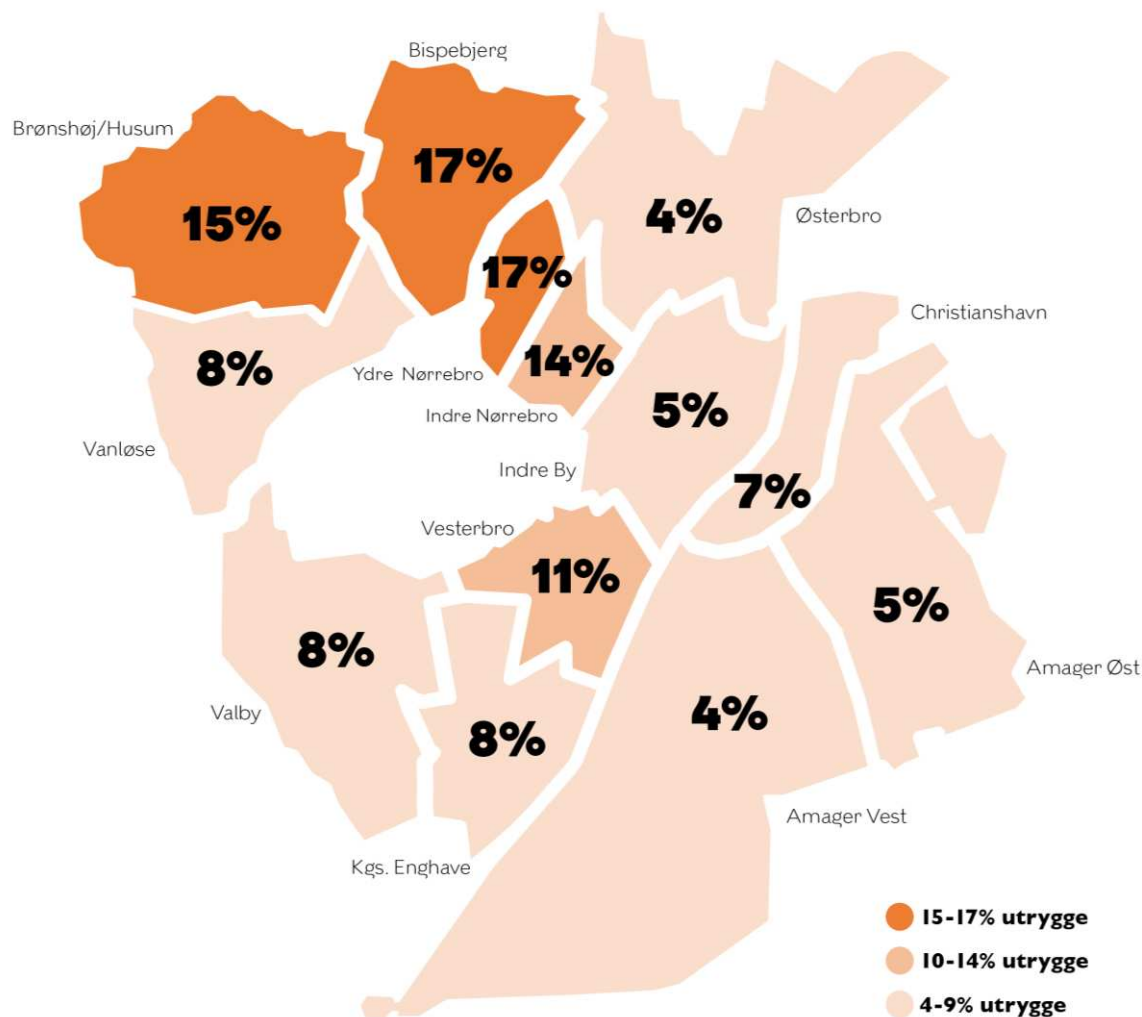 Bispebjerg
Brønshøj/Husum
17%
15%
4%
Østerbro
17%
Christianshavn
14%
8%
Ydre Nørrebro
Indre Nørrebro
5%
Vanløse
Indre By
7%
Vesterbro
11%
5%
8%
Amager Øst
Valby
4%
8%
Amager Vest
Kgs. Enghave
15-17% utrygge
10-14% utrygge
4-9% utrygge